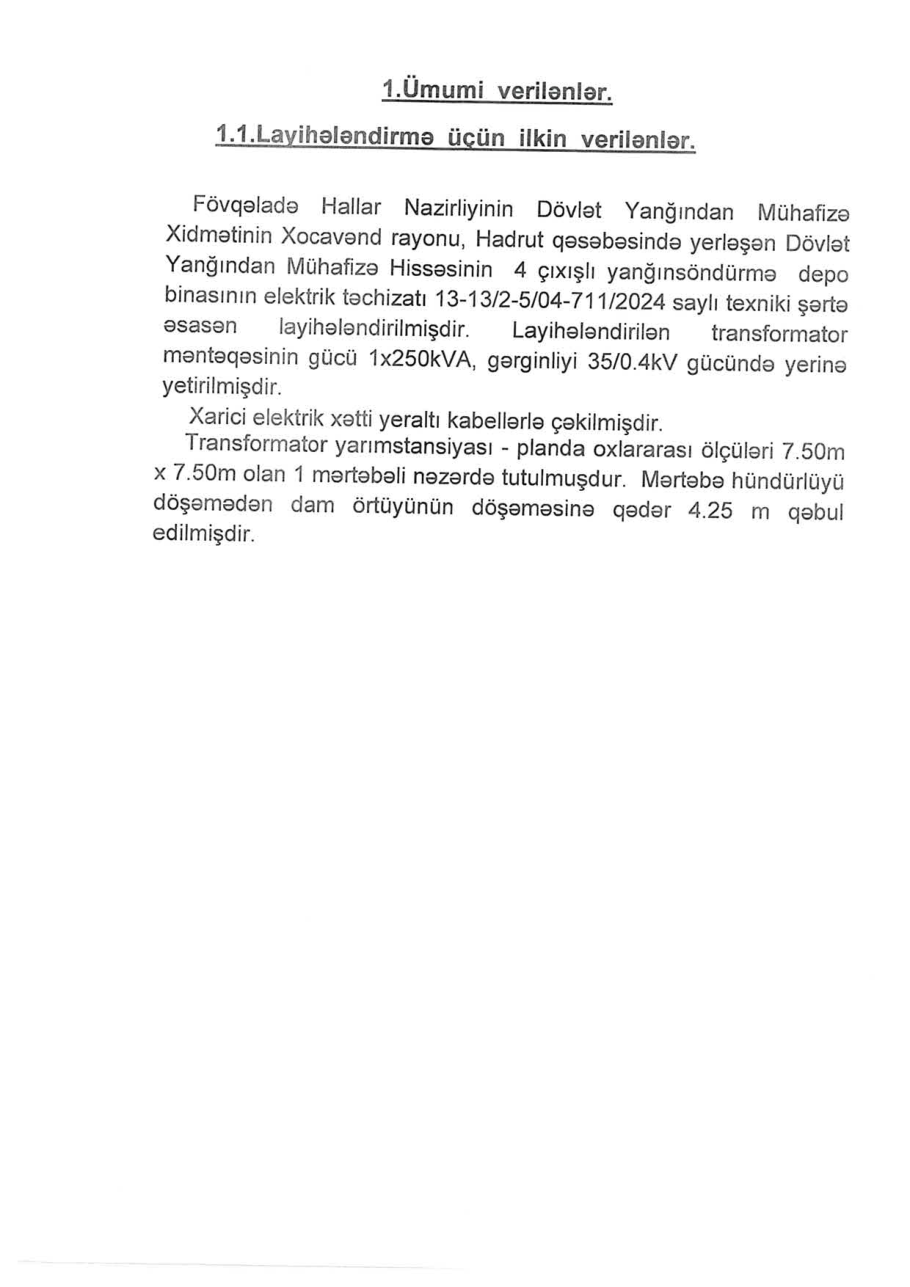 1.Ümumi verilənlər.
1.1.Layihələndirmə üçün ilkin verilənlər.
Fövqəladə Hallar Nazirliyinin Dövlət Yanğından Mühafizə
Xidmətinin Xocavənd rayonu, Hadrut qəsəbəsində yerləşən Dövlət
Yanğından Mühafizə Hissəsinin 4 çıxışlı yanğınsöndürmə depo
binasının elektrik təchizatı 13-13/2-5/04-711/2024 saylı texniki şərtə
əsasən layihələndirilmişdir. Layihələndirilən transformator
məntəqəsinin gücü 1x250kVA, gərginliyi 35/0.4kV gücündə yerinə
yetirilmişdir.
Xarici elektrik xətti yeraltı kabellərlə çəkilmişdir.
Transformator yarımstansiyası - planda oxlararası ölçüləri 7.50m
x 7.50m olan 1 mərtəbəli nəzərdə tutulmuşdur. Mərtəbə hündürlüyü
döşəmədən dam örtüyünün döşəməsinə qədər 4.25 m qəbul
edilmişdir.